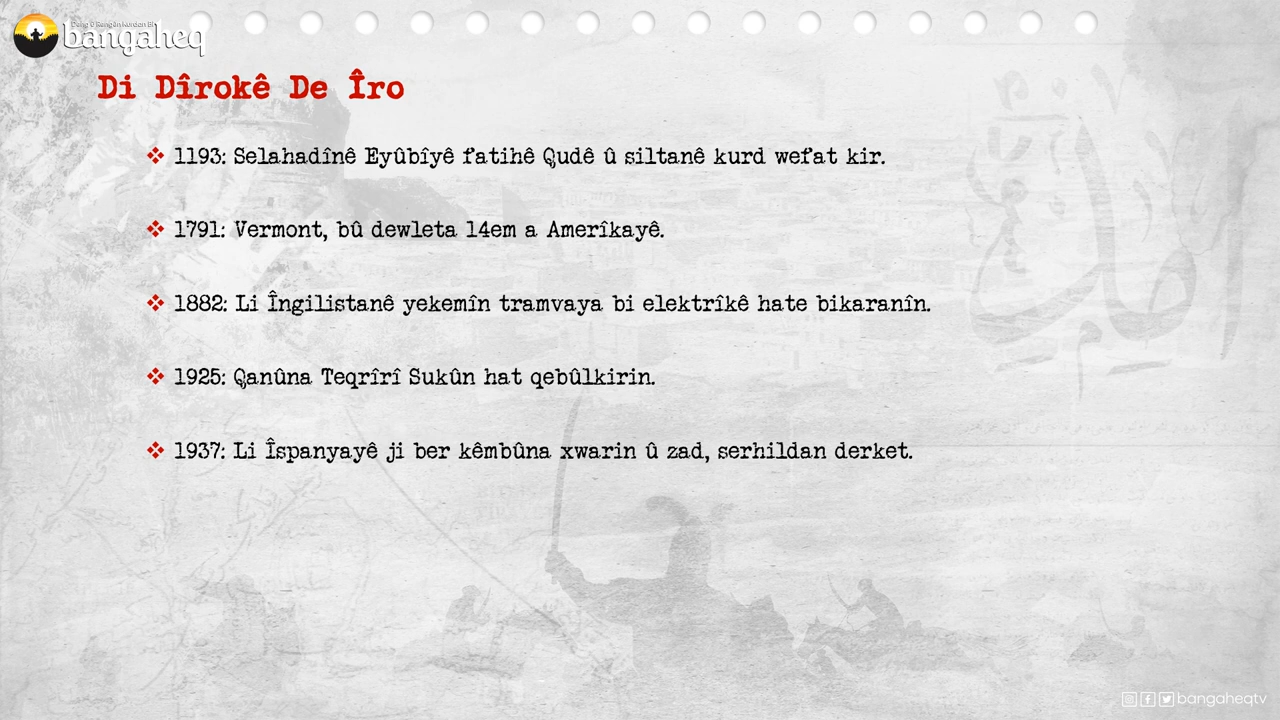 bangaheq
Di Dîrokê De Îro
❖ 1193: Selahadînê Eyûbîyê fatihê Qudê û siltanê kurd wefat kir.
❖ 1791: Vermont, bû dewleta 14em a Amerîkayê.
❖ 1882: Li Îngilistanê yekemîn tramvaya bi elektrîkê hate bikaranîn.
❖ 1925: Qanûna Teqrîrî Sukûn hat qebûlkirin.
❖ 1937: Li Îspanyayê ji ber kêmbûna xwarin û zad, serhildan derket.
bangaheqtv